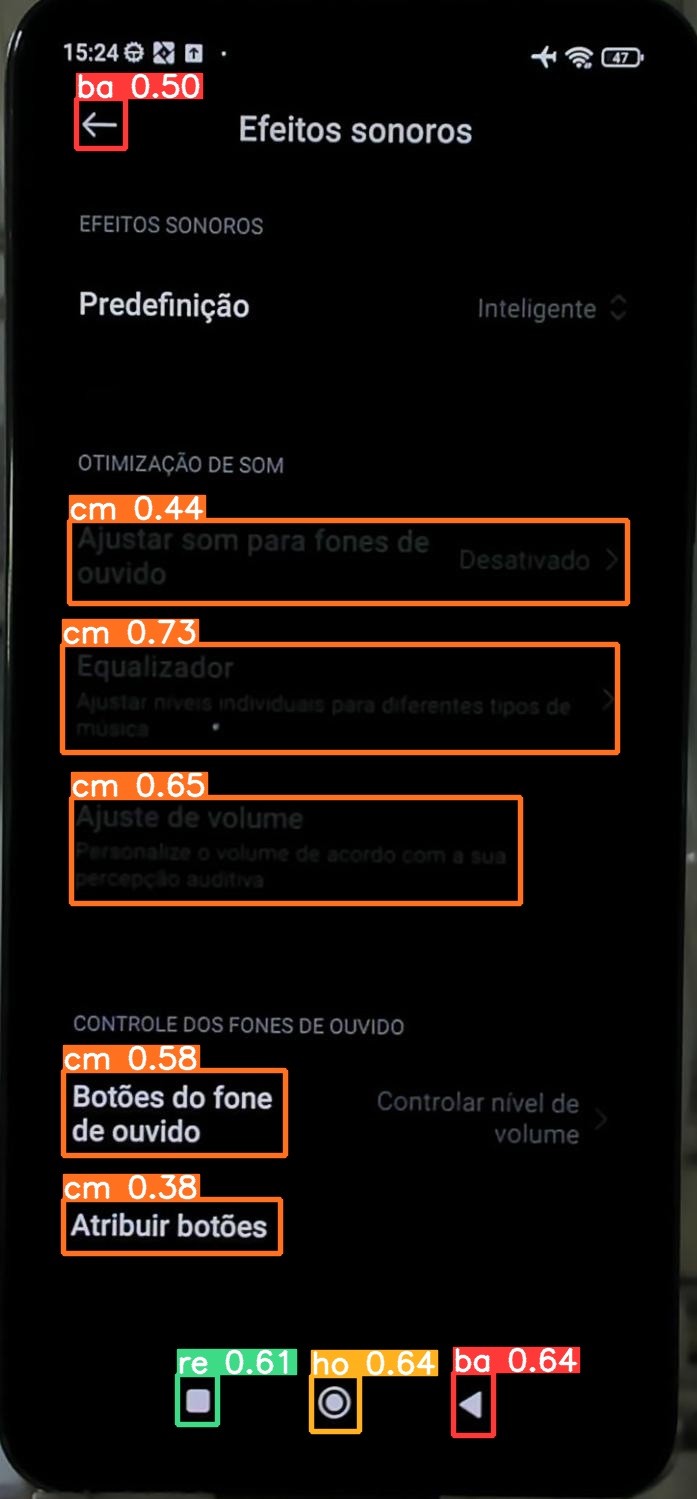 15:24
47
ba 0.50
Efeitos sonoros
EFEITOS SONOROS
Predefinição Inteligente
OTIMIZAÇÃO DE SOM
cm 0.44
Ajustar som para fones de
ouvido
Desativado
cm 0.73
Equalizador
Ajustar níveis individuais para diferentes tipos de
música
cm 0.65
Ajuste de volume
Personalize o volume de acordo com a sua
percepção auditiva
CONTROLE DOS FONES DE OUVIDO
cm 0.58
Botões do fone
de ouvido
Controlar nível de
volume
cm 0.38
Atribuir botões
re 0.61
ho 0.64
ba 0.64